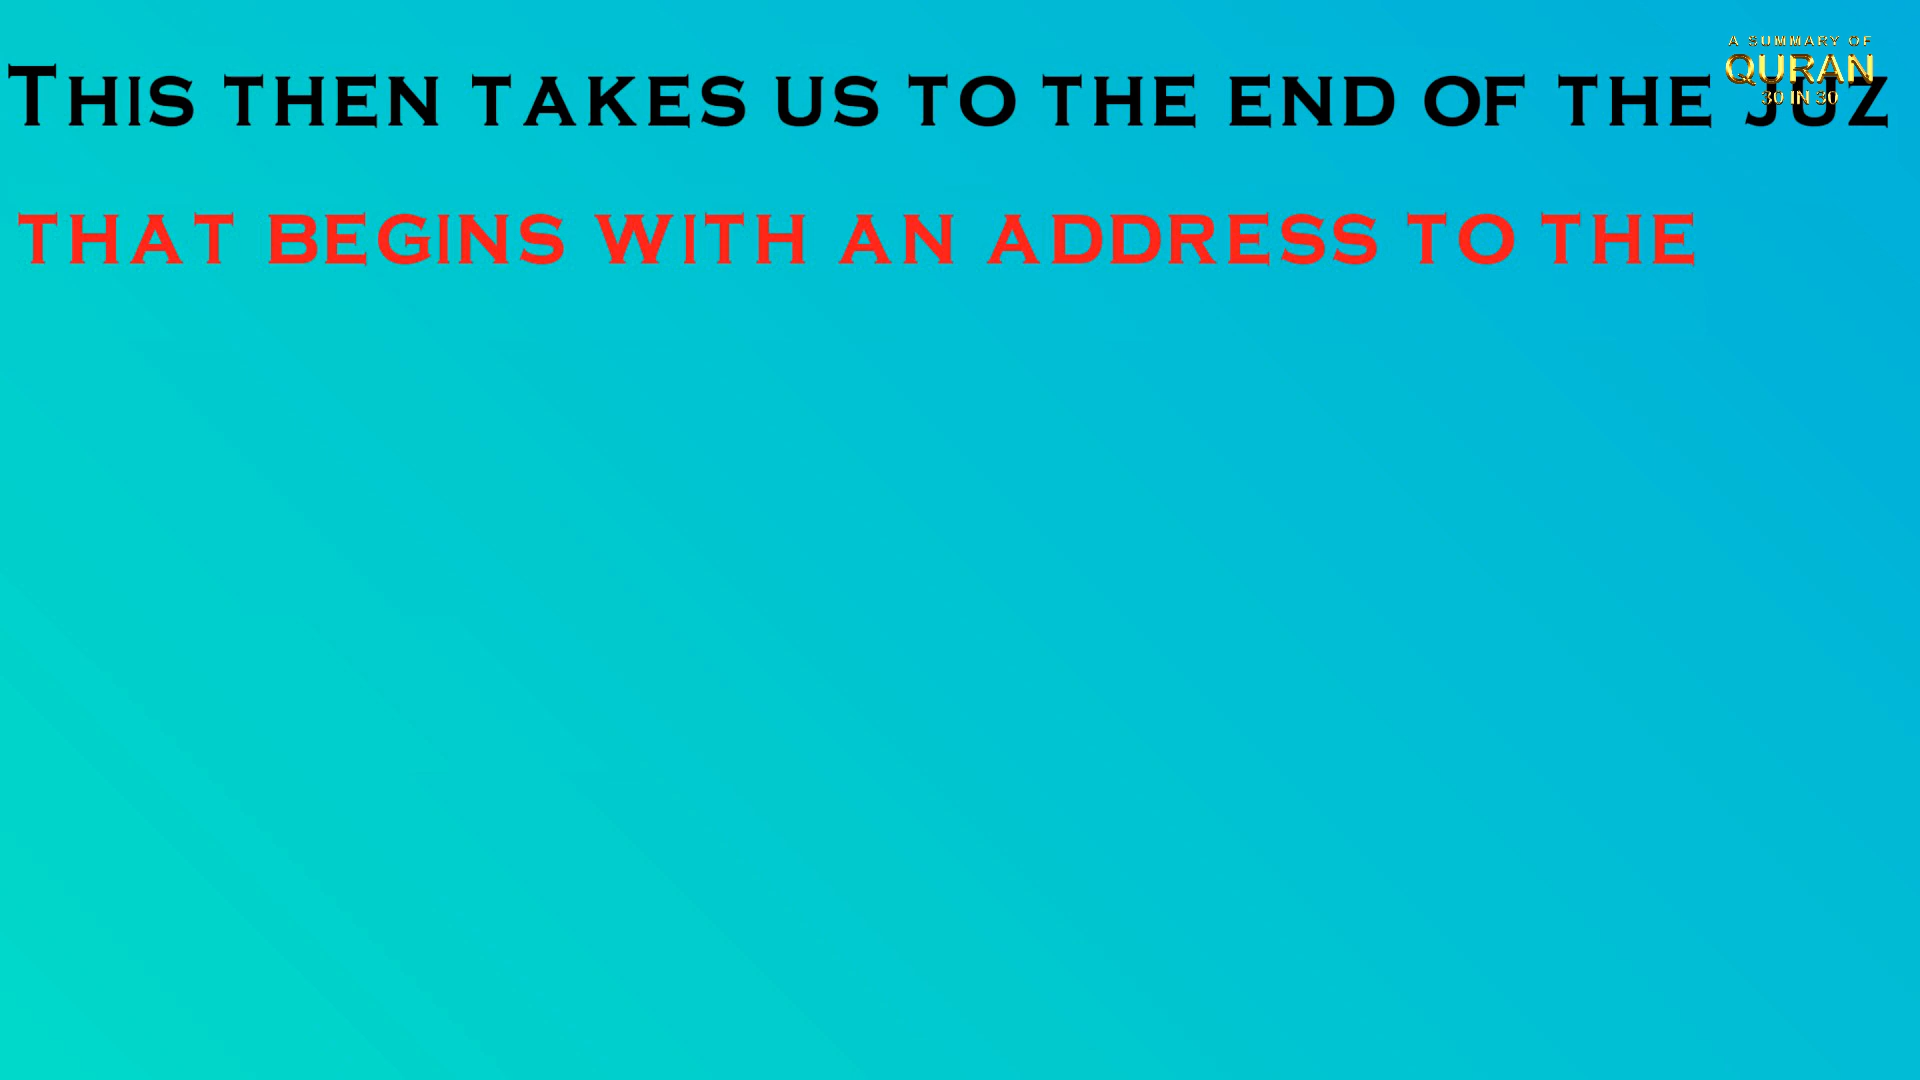 A SUMMARY OF
QURAN
30 IN 30
This then takes us to the end of the juz
that begins with an address to the